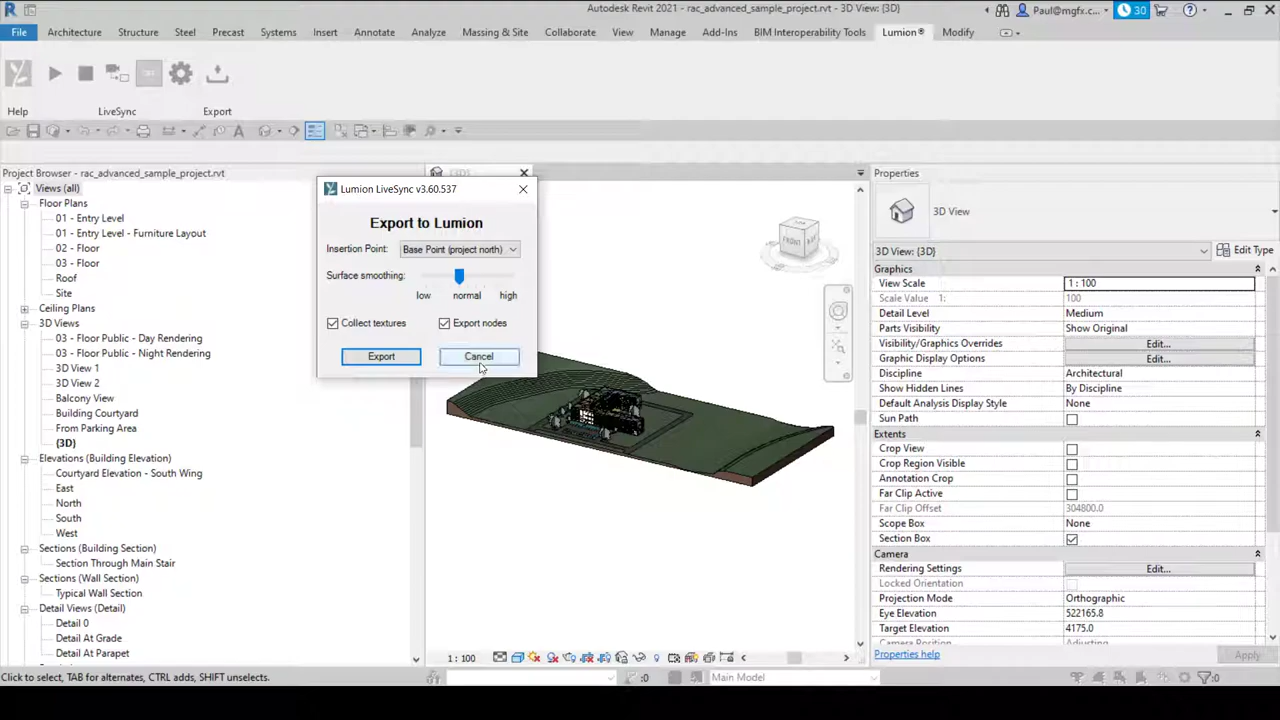 Autodesk Revit 2021 - rac_advanced_sample_project.rvt - 3D View: {3D}
Paul@mgfx.c...
30
File Architecture Structure Steel Precast Systems Insert Annotate Analyze Massing & Site Collaborate View Manage Add-Ins BIM Interoperability Tools Lumion® Modify
Help LiveSync Export
Project Browser - rac_advanced_sample_project.rvt
Views (all)
Floor Plans
01 - Entry Level
01 - Entry Level - Furniture Layout
02 - Floor
03 - Floor
Roof
Site
Ceiling Plans
3D Views
03 - Floor Public - Day Rendering
03 - Floor Public - Night Rendering
3D View 1
3D View 2
Balcony View
Building Courtyard
From Parking Area
{3D}
Elevations (Building Elevation)
Courtyard Elevation - South Wing
East
North
South
West
Sections (Building Section)
Section Through Main Stair
Sections (Wall Section)
Typical Wall Section
Detail Views (Detail)
Detail 0
Detail At Grade
Detail At Parapet
Lumion LiveSync v3.60.537
Export to Lumion
Insertion Point: Base Point (project north)
Surface smoothing:
low normal high
Collect textures Export nodes
Export Cancel
FRONT
1 : 100
Properties
3D View
3D View: {3D} Edit Type
Graphics
View Scale 1 : 100
Scale Value 1: 100
Detail Level Medium
Parts Visibility Show Original
Visibility/Graphics Overrides Edit...
Graphic Display Options Edit...
Discipline Architectural
Show Hidden Lines By Discipline
Default Analysis Display Style None
Sun Path
Extents
Crop View
Crop Region Visible
Annotation Crop
Far Clip Active
Far Clip Offset 304800.0
Scope Box None
Section Box
Camera
Rendering Settings Edit...
Locked Orientation
Projection Mode Orthographic
Eye Elevation 522165.8
Target Elevation 4175.0
Camera Position Adjusting
Properties help Apply
Click to select, TAB for alternates, CTRL adds, SHIFT unselects.
:0 Main Model :0